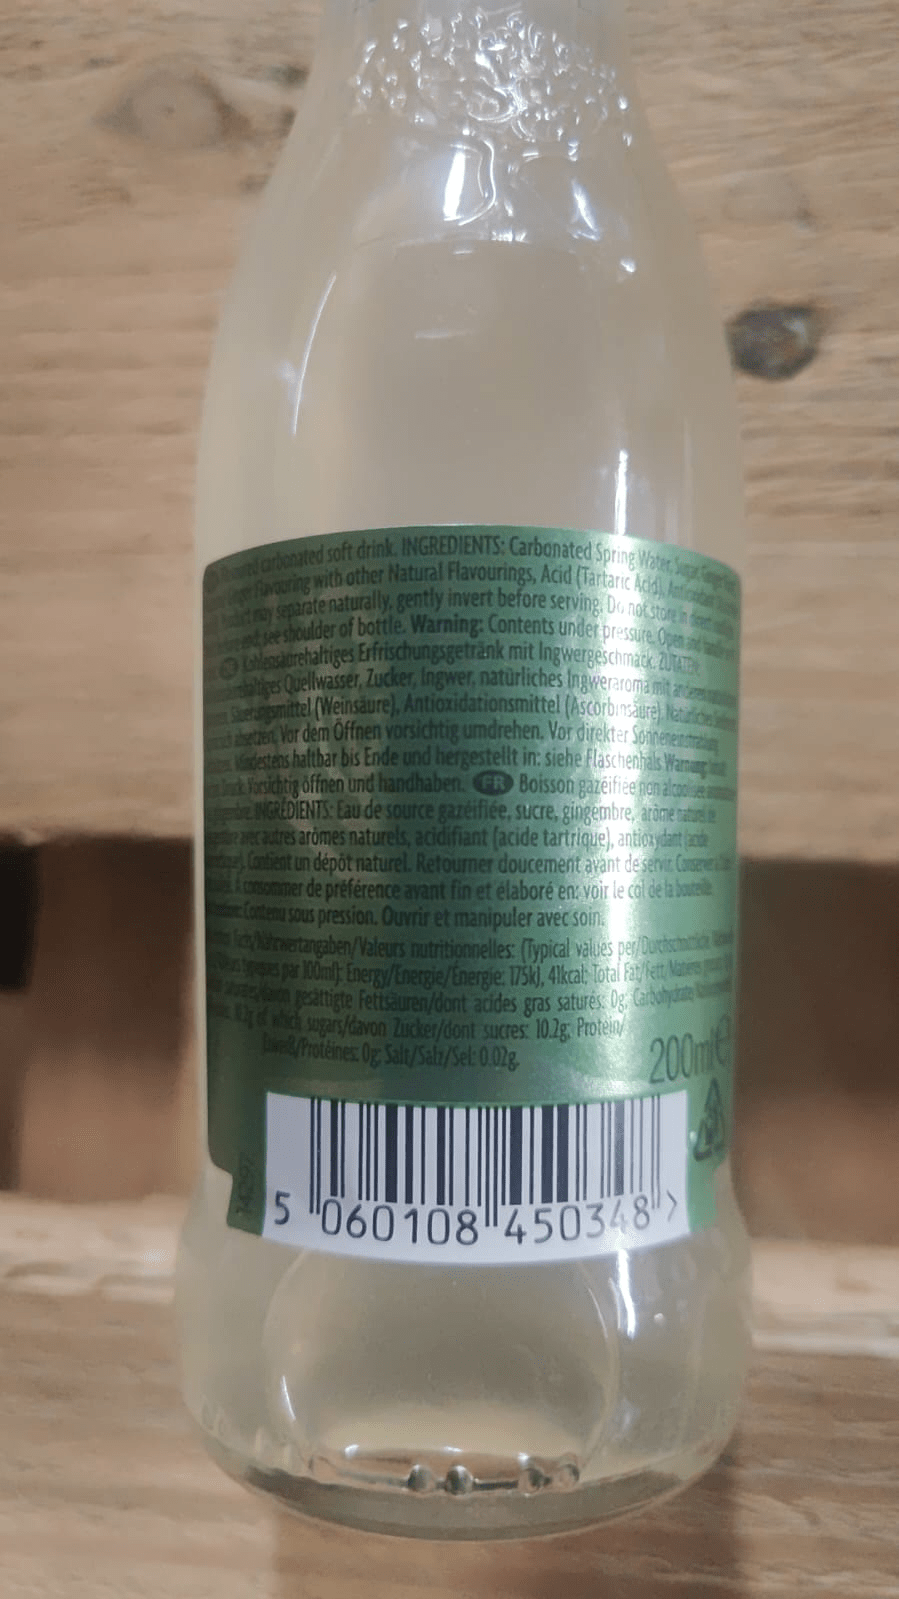 Flavoured carbonated soft drink. INGREDIENTS: Carbonated Spring Water, Sugar, Ginger
Ginger Flavouring with other Natural Flavourings, Acid (Tartaric Acid),
Product may separate naturally, gently invert before serving. Do not store in direct
end: see shoulder of bottle. Warning: Contents under pressure. Open and
DE Kohlensäurehaltiges Erfrischungsgetränk mit Ingwergeschmack. ZUTATEN:
Quellwasser, Zucker, Ingwer, natürliches Ingweraroma mit anderen
Säuerungsmittel (Weinsäure), Antioxidationsmittel (Ascorbinsäure). Natürliches
absetzen. Vor dem Öffnen vorsichtig umdrehen. Vor direkter Sonneneinstrahlung
Mindestens haltbar bis Ende und hergestellt in: siehe Flaschenhals Warnung:
Druck. Vorsichtig öffnen und handhaben. FR Boisson gazéifiée non alcoolisée
gingembre. INGRÉDIENTS: Eau de source gazéifiée, sucre, gingembre, arôme naturel de
avec autres arômes naturels, acidifiant (acide tartrique), antioxydant (acide
Contient un dépôt naturel. Retourner doucement avant de servir. Conserver à
A consommer de préférence avant fin et élaboré en: voir le col de la bouteille.
Contenu sous pression. Ouvrir et manipuler avec soin.
Facts/Nährwertangaben/Valeurs nutritionnelles: (Typical values per/Durchschnittliche
typiques par 100ml): Energy/Energie/Énergie: 175kJ, 41kcal; Total Fat/Fett,
gesättigte Fettsäuren/dont acides gras saturés: 0g; Carbohydrate/
10.2g of which sugars/davon Zucker/dont sucres: 10.2g; Protein/
Eiweiß/Protéines: 0g; Salt/Salz/Sel: 0.02g.
200ml e
5 060108 450348 >